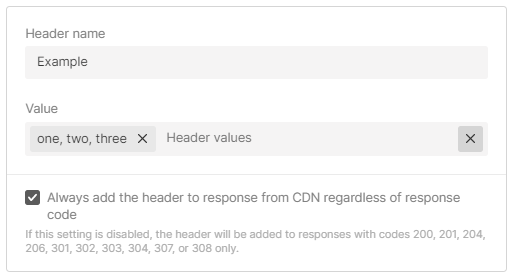 Header name
Example
Value
one, two, three
Header values
Always add the header to response from CDN regardless of response
code
If this setting is disabled, the header will be added to responses with codes 200, 201, 204,
206, 301, 302, 303, 304, 307, or 308 only.